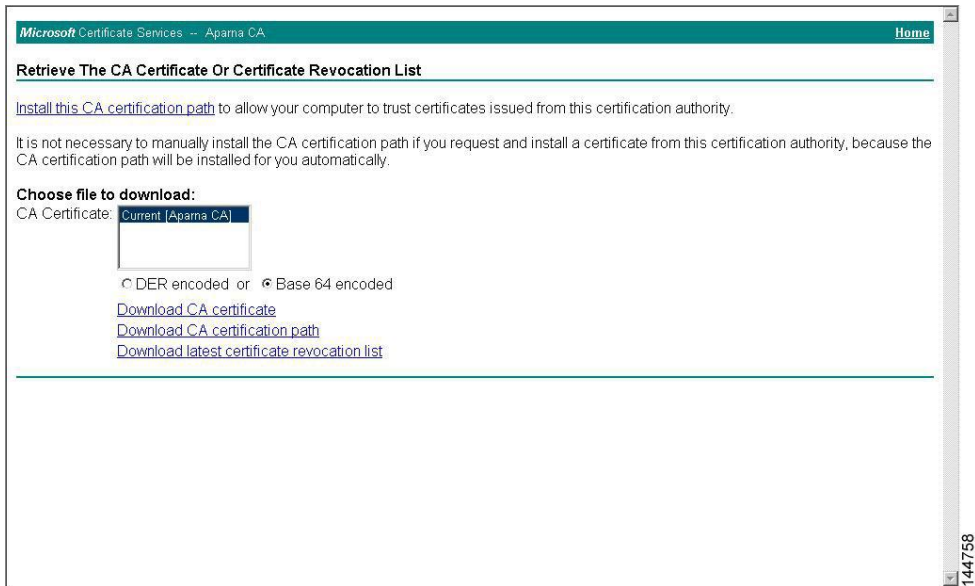 Microsoft Certificate Services -- Aparna CA Home
Retrieve The CA Certificate Or Certificate Revocation List
Install this CA certification path to allow your computer to trust certificates issued from this certification authority.
It is not necessary to manually install the CA certification path if you request and install a certificate from this certification authority, because the
CA certification path will be installed for you automatically.
Choose file to download:
CA Certificate: Current [Aparna CA]
DER encoded or Base 64 encoded
Download CA certificate
Download CA certification path
Download latest certificate revocation list
144758